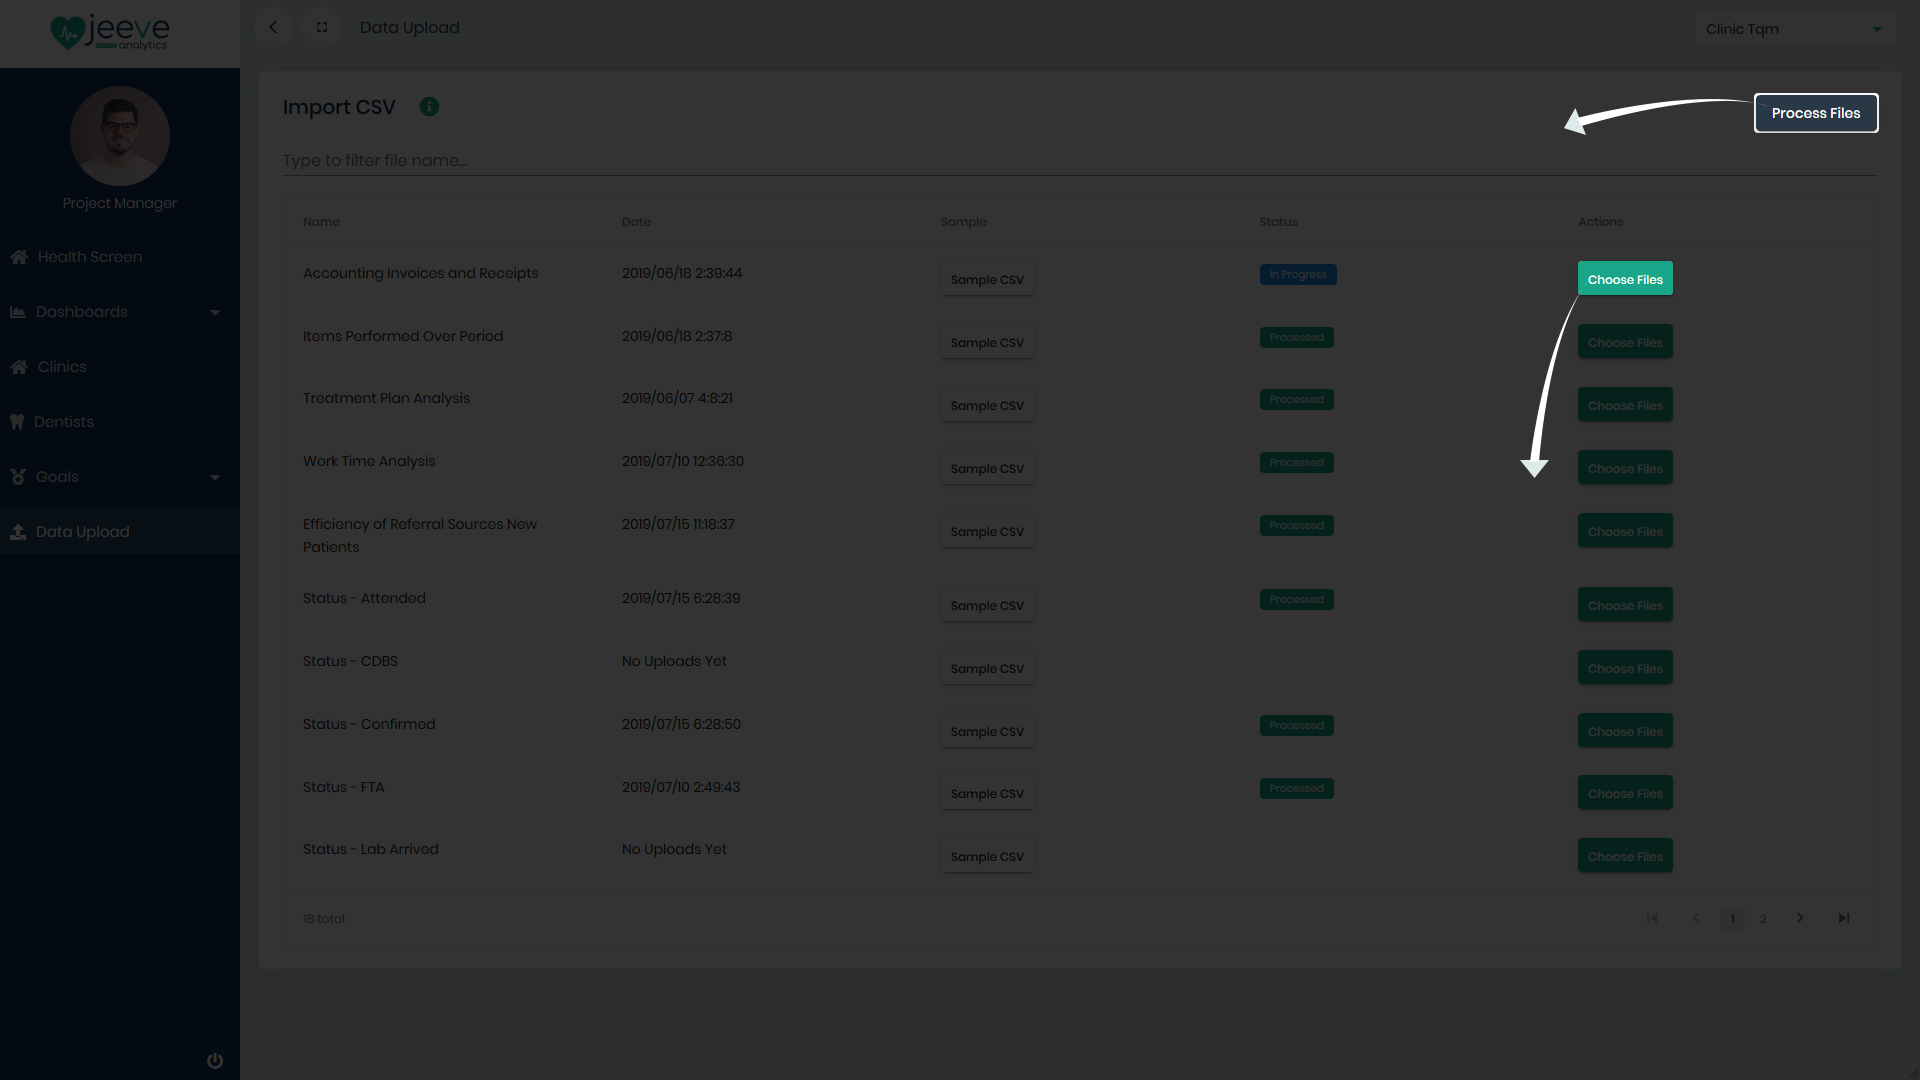 jeeve
analytics
Data Upload
Clinic Tqm
Project Manager
Health Screen
Dashboards
Clinics
Dentists
Goals
Data Upload
Import CSV
Process Files
Type to filter file name...
Name Date Sample Status Actions
Accounting Invoices and Receipts 2019/06/18 2:39:44 Sample CSV In Progress Choose Files
Items Performed Over Period 2019/06/18 2:37:8 Sample CSV Processed Choose Files
Treatment Plan Analysis 2019/06/07 4:8:21 Sample CSV Processed Choose Files
Work Time Analysis 2019/07/10 12:36:30 Sample CSV Processed Choose Files
Efficiency of Referral Sources New 2019/07/15 11:18:37 Sample CSV Processed Choose Files
Patients
Status - Attended 2019/07/15 6:28:39 Sample CSV Processed Choose Files
Status - CDBS No Uploads Yet Sample CSV Choose Files
Status - Confirmed 2019/07/15 6:28:50 Sample CSV Processed Choose Files
Status - FTA 2019/07/10 2:49:43 Sample CSV Processed Choose Files
Status - Lab Arrived No Uploads Yet Sample CSV Choose Files
18 total 1 2